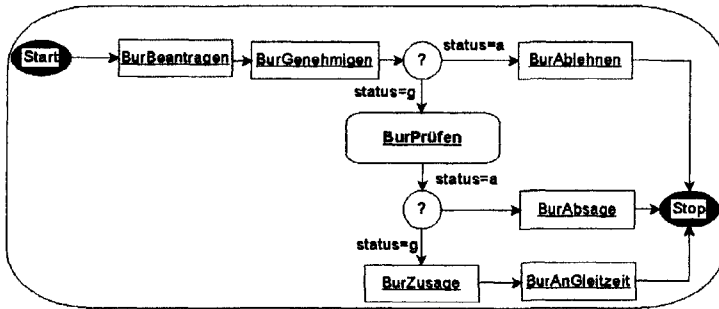 Start
BurBeantragen
BurGenehmigen
?
status=a
BurAblehnen
status=g
BurPrüfen
status=a
?
BurAbsage
Stop
status=g
BurZusage
BurAnGleitzeit